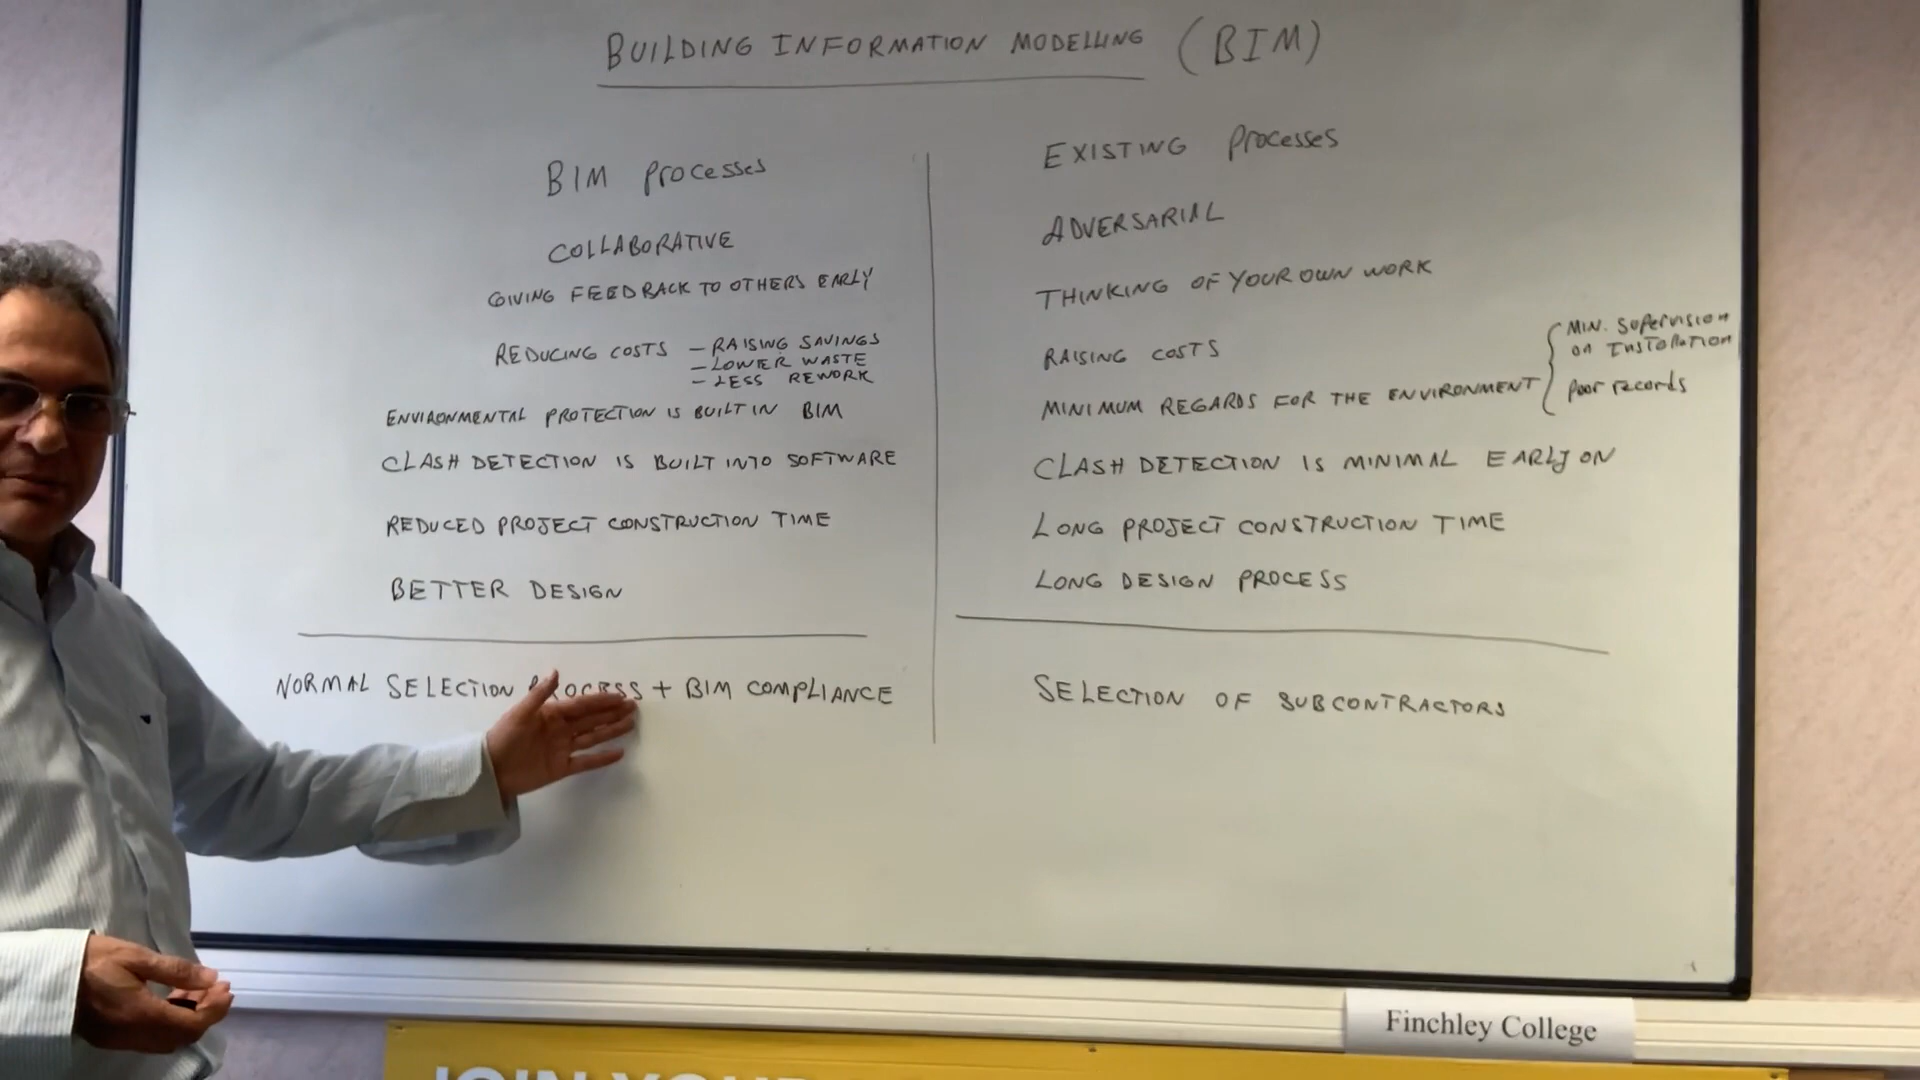 BUILDING INFORMATION MODELLING (BIM)
BIM Processes
COLLABORATIVE
GIVING FEEDBACK TO OTHERS EARLY
REDUCING COSTS – RAISING SAVINGS
– LOWER WASTE
– LESS REWORK
ENVIRONMENTAL PROTECTION IS BUILT IN BIM
CLASH DETECTION IS BUILT INTO SOFTWARE
REDUCED PROJECT CONSTRUCTION TIME
BETTER DESIGN
NORMAL SELECTION PROCESS + BIM COMPLIANCE
EXISTING Processes
ADVERSARIAL
THINKING OF YOUR OWN WORK
RAISING COSTS
MINIMUM REGARDS FOR THE ENVIRONMENT
MIN. SUPERVISION
on INSTALLATION
Poor records
CLASH DETECTION IS MINIMAL EARLY ON
LONG PROJECT CONSTRUCTION TIME
LONG DESIGN PROCESS
SELECTION OF SUBCONTRACTORS
Finchley College
JOIN